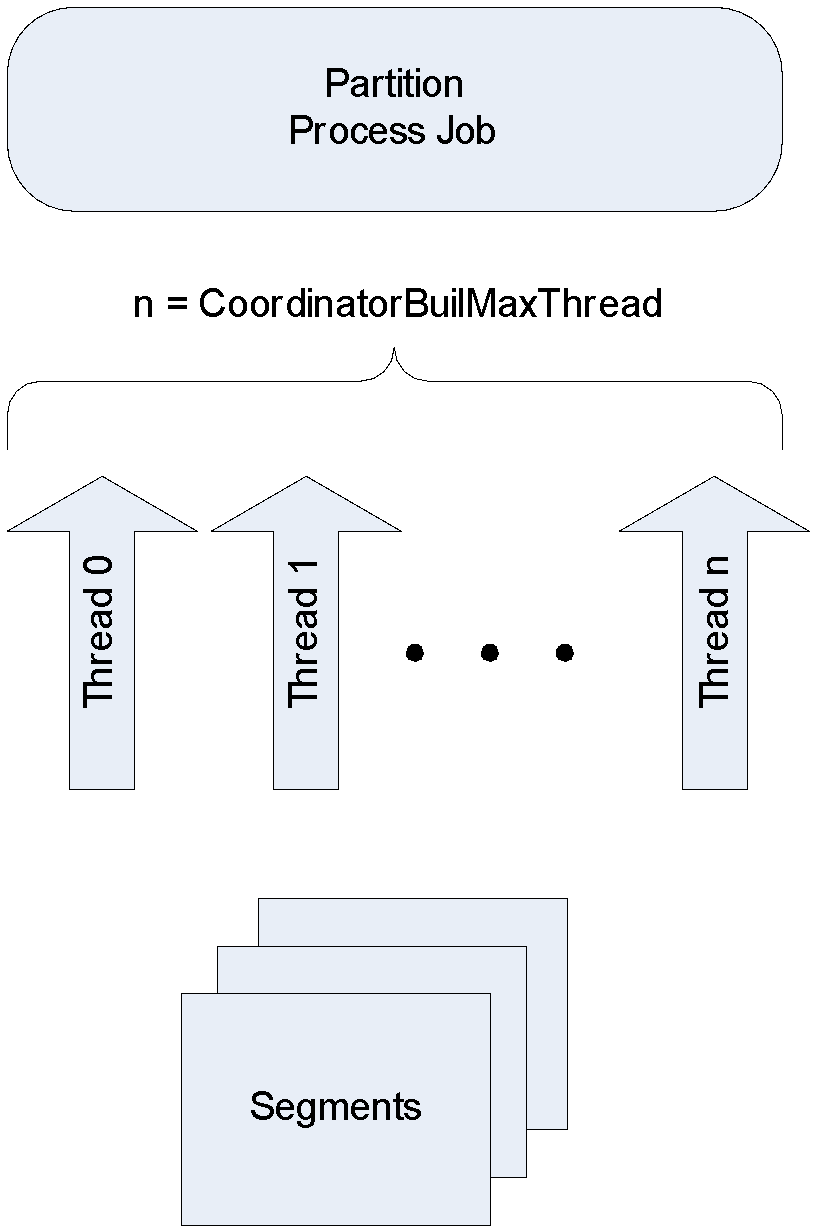 Partition
Process Job
n = CoordinatorBuilMaxThread
Thread 0
Thread 1
Thread n
Segments